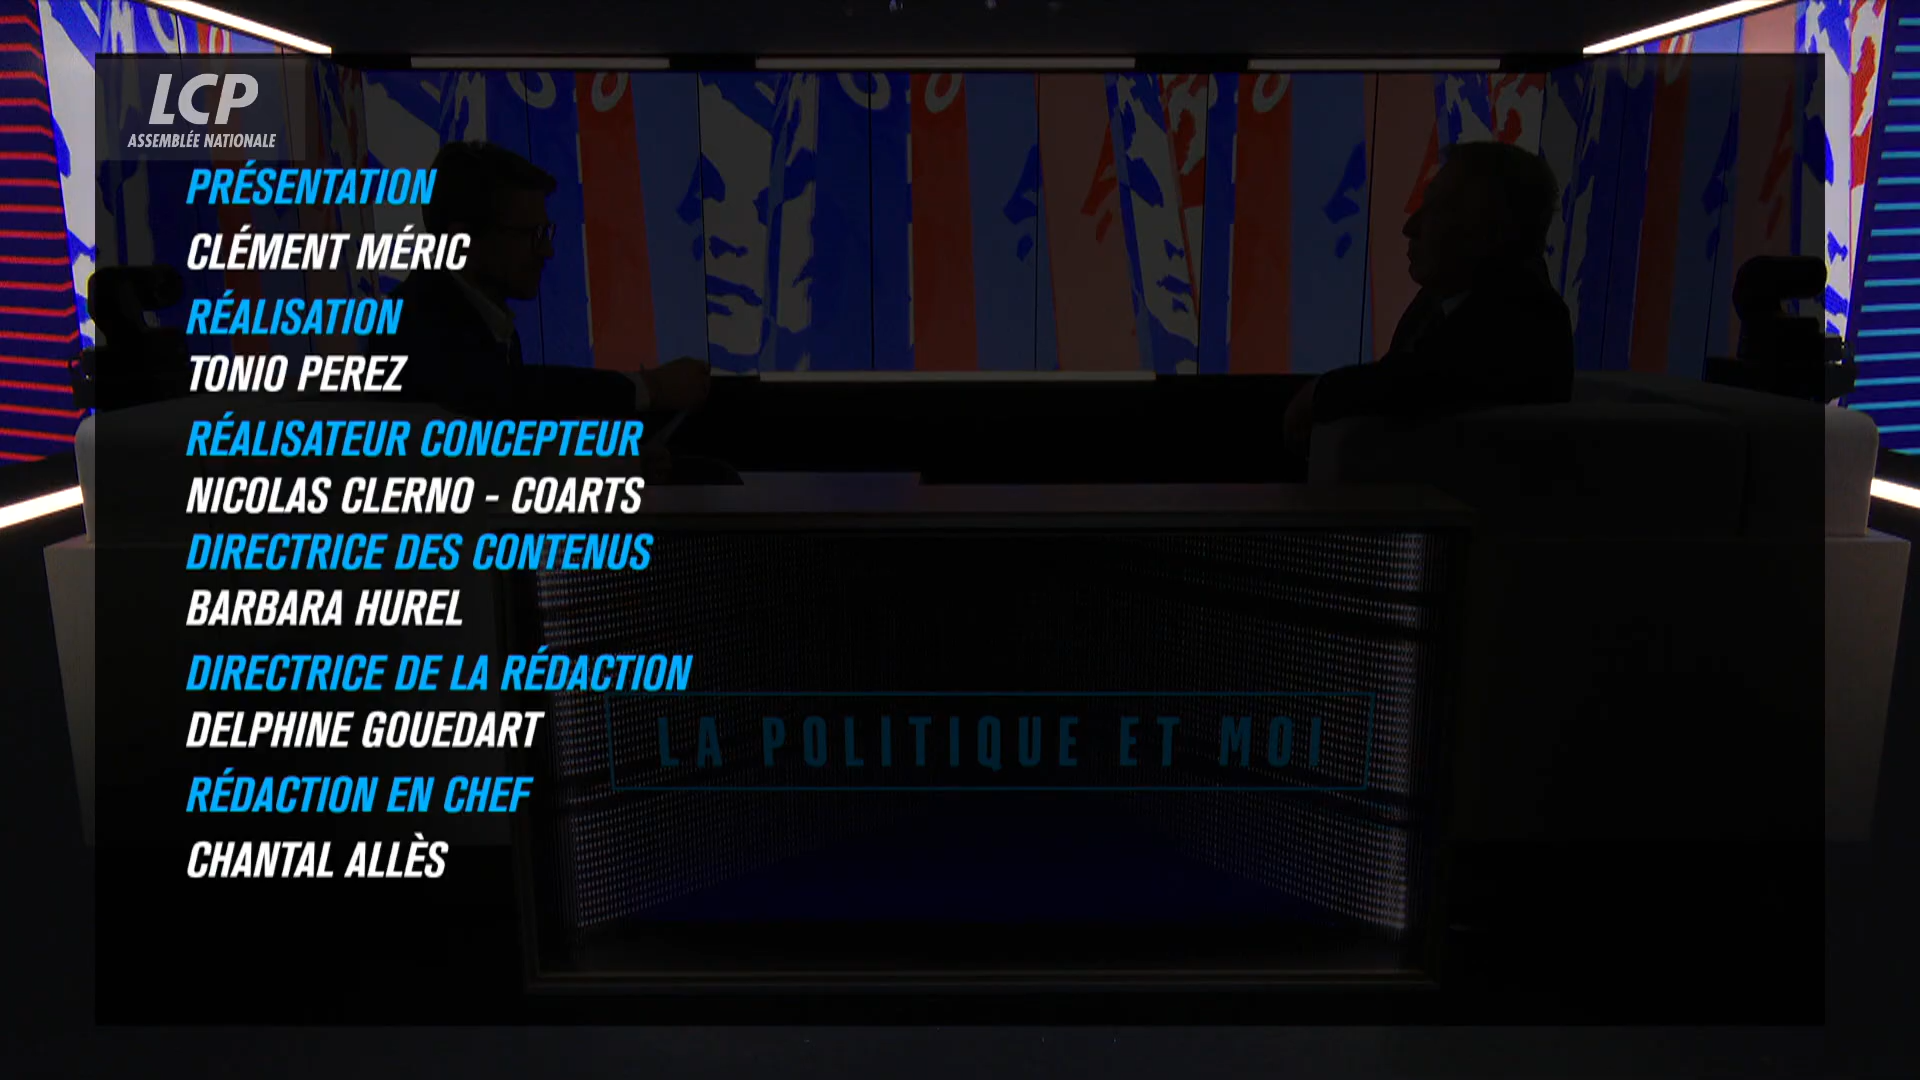 LCP
ASSEMBLÉE NATIONALE
PRÉSENTATION
CLÉMENT MÉRIC
RÉALISATION
TONIO PEREZ
RÉALISATEUR CONCEPTEUR
NICOLAS CLERNO - COARTS
DIRECTRICE DES CONTENUS
BARBARA HUREL
DIRECTRICE DE LA RÉDACTION
DELPHINE GOUEDART
LA POLITIQUE ET MOI
RÉDACTION EN CHEF
CHANTAL ALLÈS